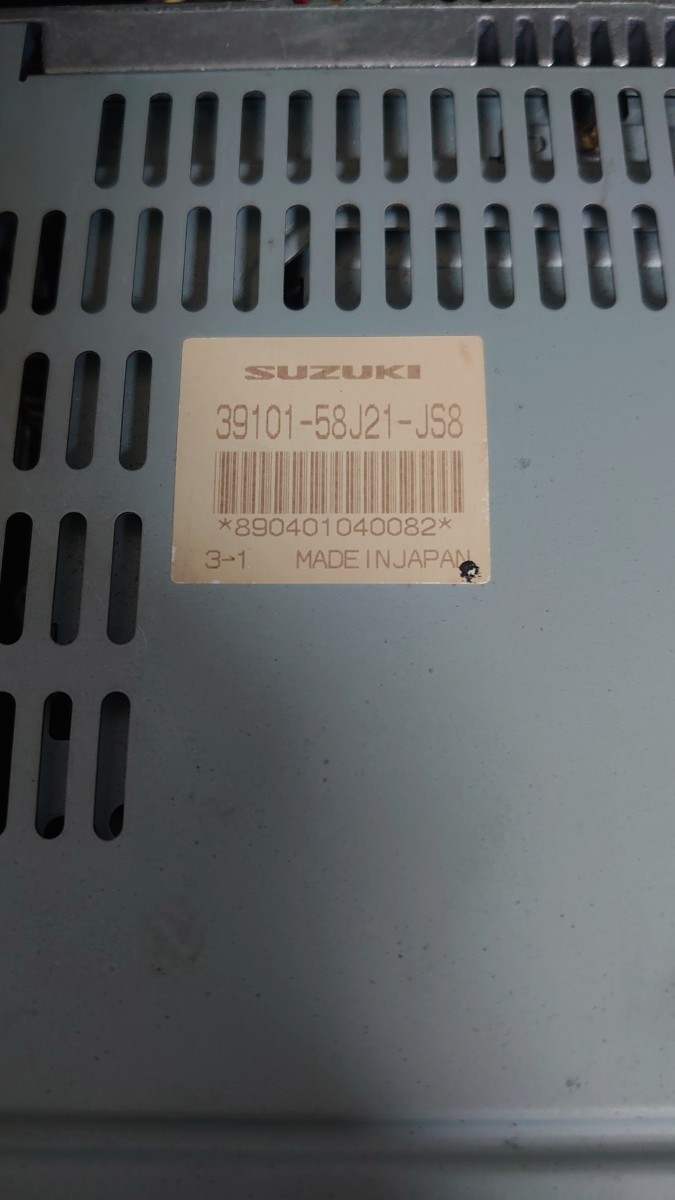 SUZUKI
39101-58J21-JS8
*890401040082*
3→1 MADE IN JAPAN